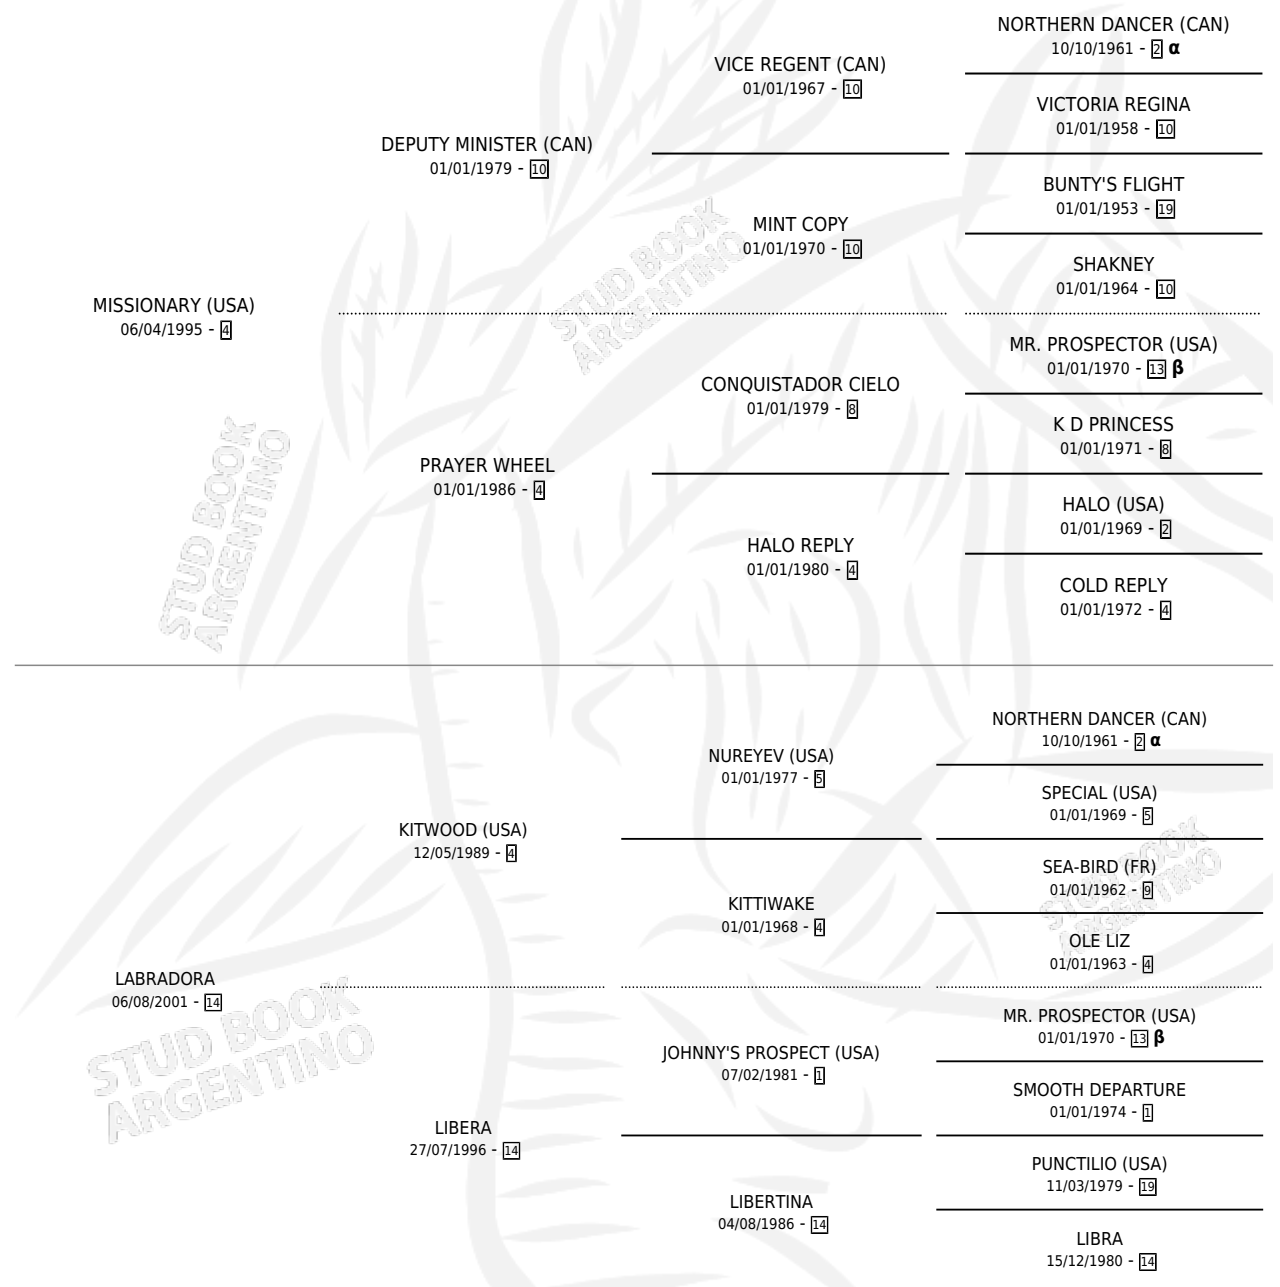 NORTHERN DANCER (CAN)
10/10/1961 - 2 α
VICE REGENT (CAN)
01/01/1967 - 10
VICTORIA REGINA
01/01/1958 - 10
DEPUTY MINISTER (CAN)
01/01/1979 - 10
BUNTY'S FLIGHT
01/01/1953 - 19
MINT COPY
01/01/1970 - 10
SHAKNEY
01/01/1964 - 10
MISSIONARY (USA)
06/04/1995 - 4
MR. PROSPECTOR (USA)
01/01/1970 - 13 β
CONQUISTADOR CIELO
01/01/1979 - 8
K D PRINCESS
01/01/1971 - 8
PRAYER WHEEL
01/01/1986 - 4
HALO (USA)
01/01/1969 - 2
HALO REPLY
01/01/1980 - 4
COLD REPLY
01/01/1972 - 4
NORTHERN DANCER (CAN)
10/10/1961 - 2 α
NUREYEV (USA)
01/01/1977 - 5
SPECIAL (USA)
01/01/1969 - 5
KITWOOD (USA)
12/05/1989 - 4
SEA-BIRD (FR)
01/01/1962 - 9
KITTIWAKE
01/01/1968 - 4
OLE LIZ
01/01/1963 - 4
LABRADORA
06/08/2001 - 14
MR. PROSPECTOR (USA)
01/01/1970 - 13 β
JOHNNY'S PROSPECT (USA)
07/02/1981 - 1
SMOOTH DEPARTURE
01/01/1974 - 1
LIBERA
27/07/1996 - 14
PUNCTILIO (USA)
11/03/1979 - 19
LIBERTINA
04/08/1986 - 14
LIBRA
15/12/1980 - 14
STUD BOOK
ARGENTINO
STUD BOOK
ARGENTINO
STUD BOOK
ARGENTINO
STUD BOOK
ARGENTINO